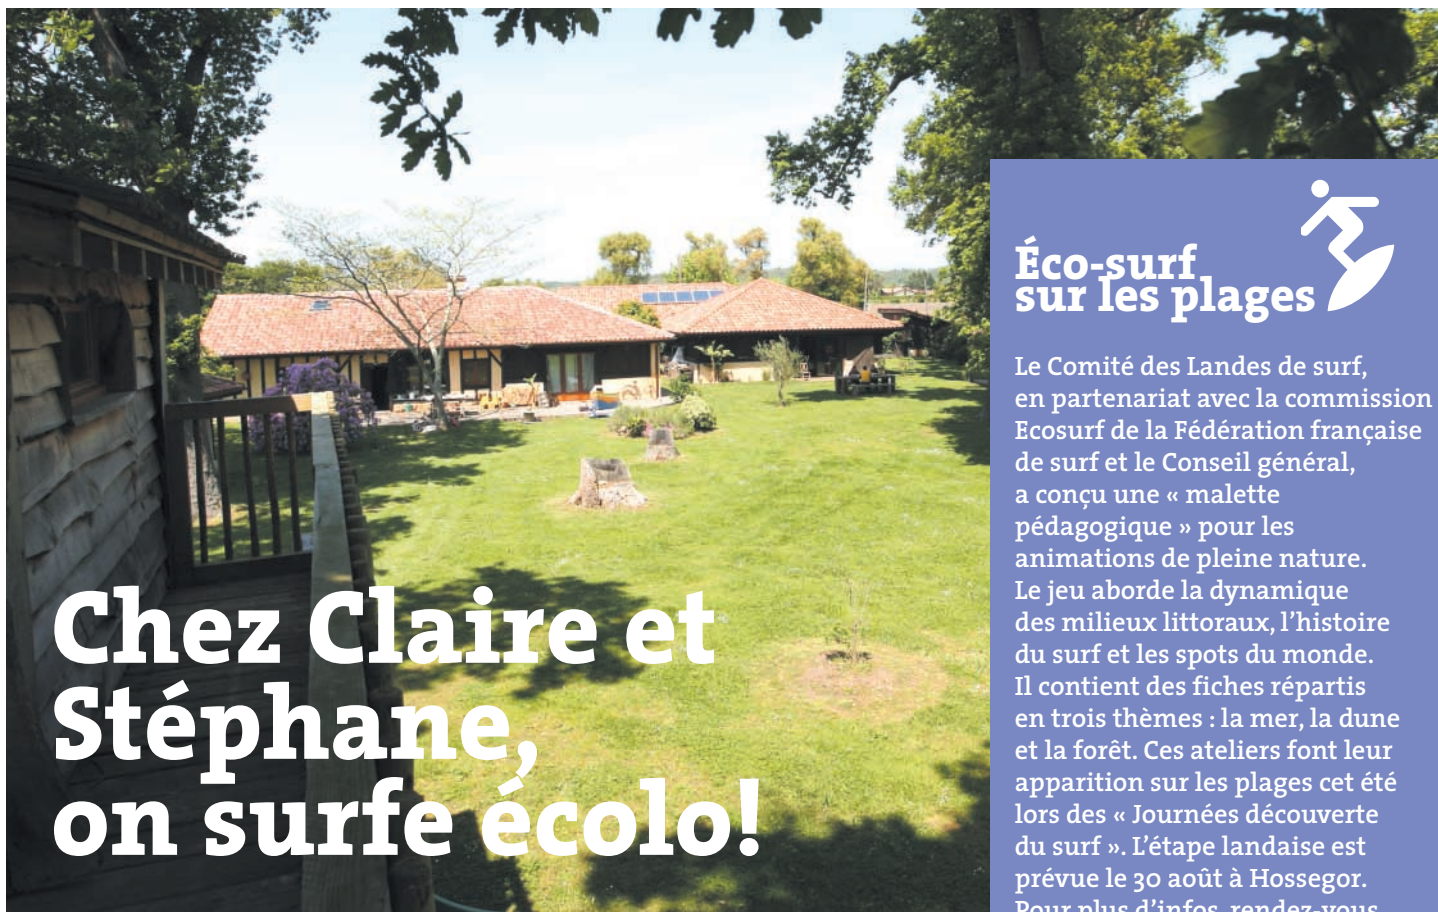 Chez Claire et
Stéphane,
on surfe écolo!
Éco-surf
sur les plages
Le Comité des Landes de surf,
en partenariat avec la commission
Ecosurf de la Fédération française
de surf et le Conseil général,
a conçu une « malette
pédagogique » pour les
animations de pleine nature.
Le jeu aborde la dynamique
des milieux littoraux, l’histoire
du surf et les spots du monde.
Il contient des fiches répartis
en trois thèmes : la mer, la dune
et la forêt. Ces ateliers font leur
apparition sur les plages cet été
lors des « Journées découverte
du surf ». L’étape landaise est
prévue le 30 août à Hossegor.
Pour plus d’infos, rendez-vous